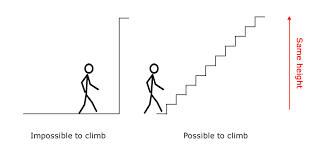 Same height
Impossible to climb
Possible to climb